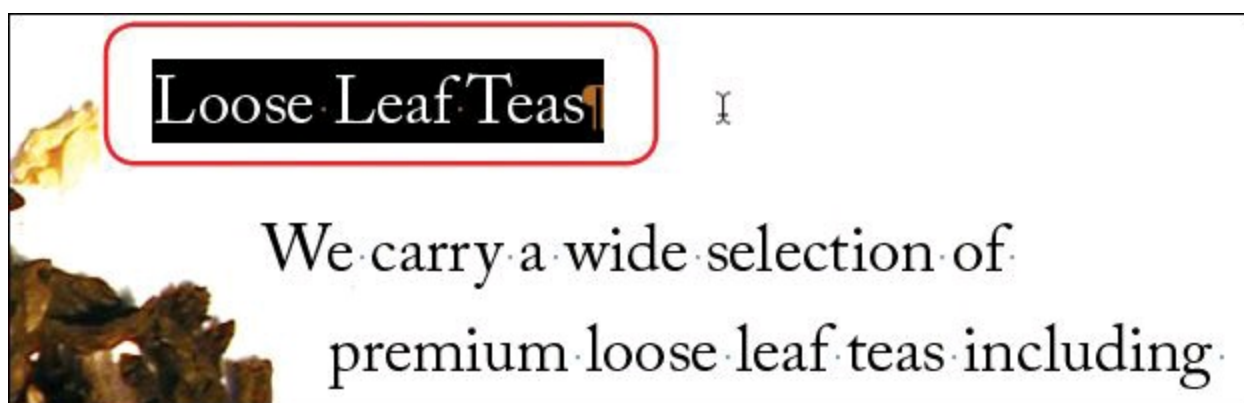 Loose Leaf Teas¶
We carry a wide selection of
premium loose leaf teas including